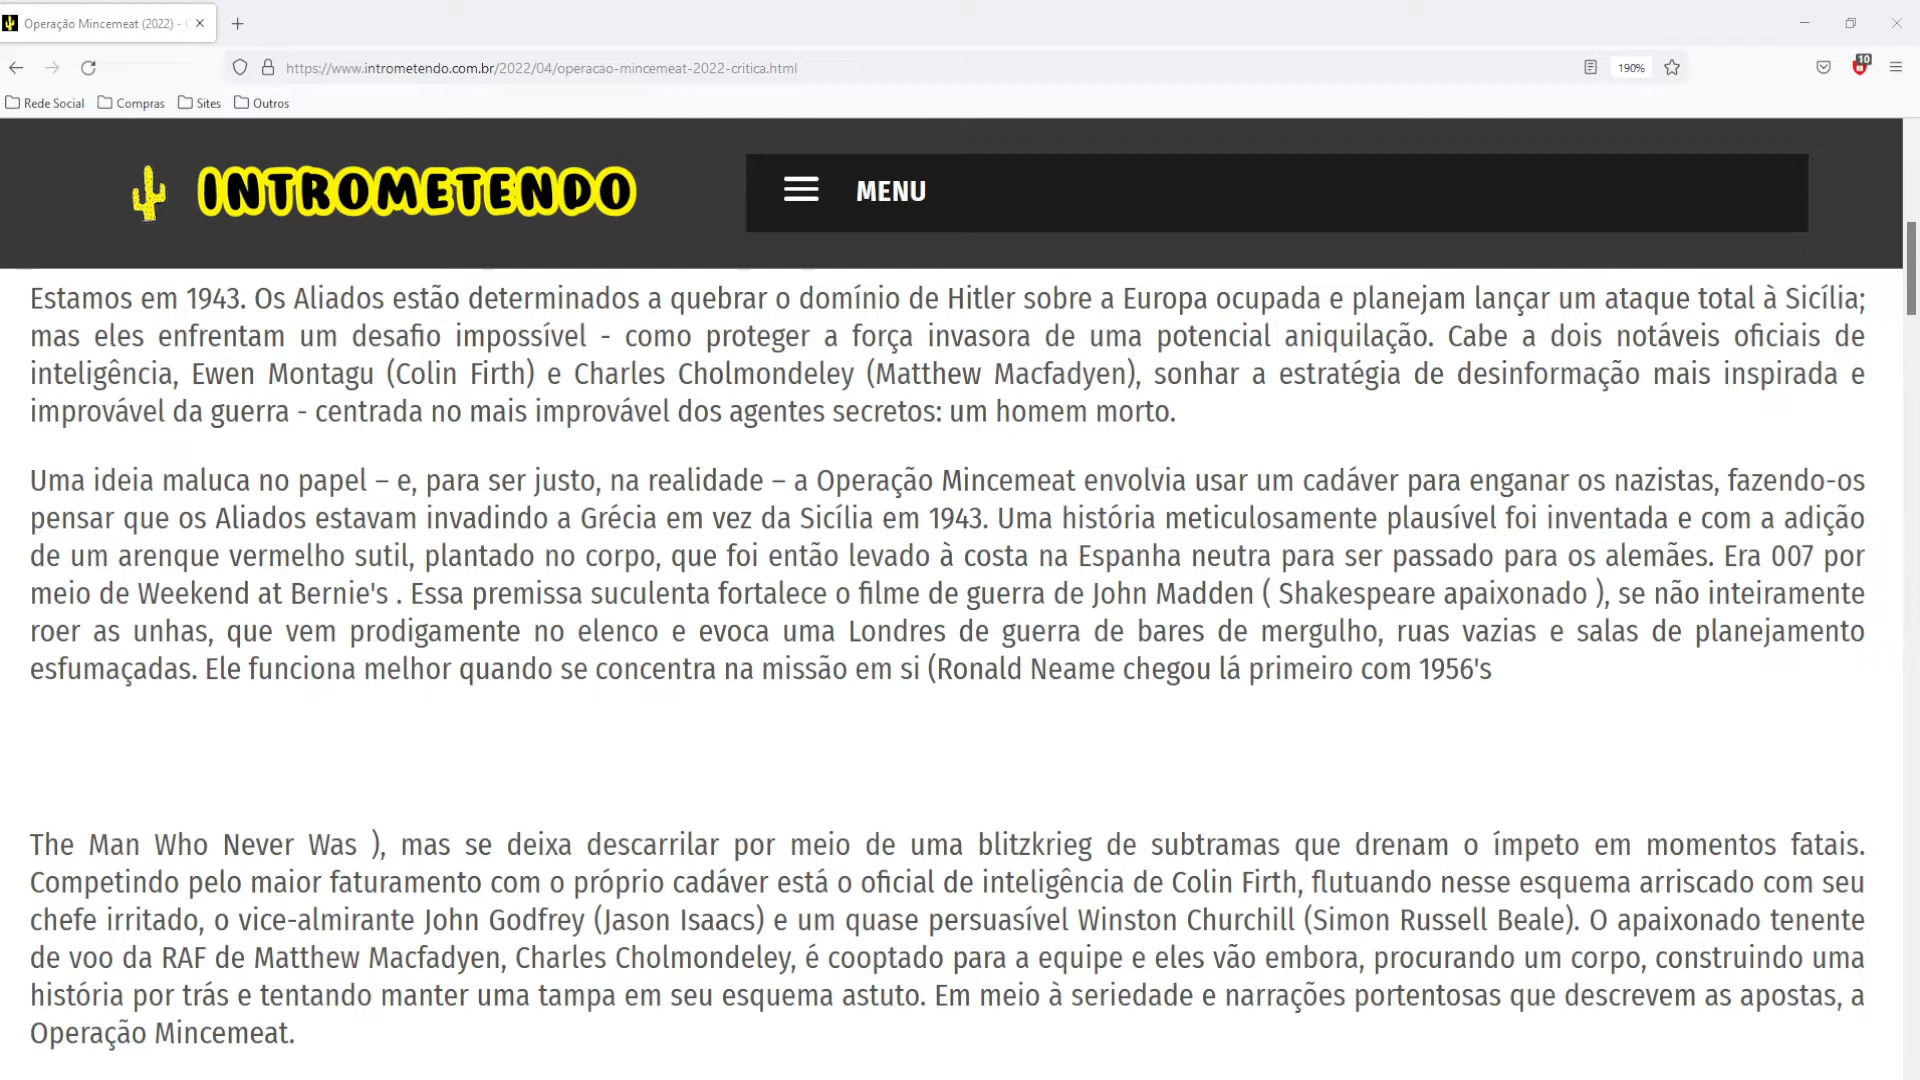 Operação Mincemeat (2022) - C
https://www.intrometendo.com.br/2022/04/operacao-mincemeat-2022-critica.html
190%
10
Rede Social
Compras
Sites
Outros
INTROMETENDO
MENU
Estamos em 1943. Os Aliados estão determinados a quebrar o domínio de Hitler sobre a Europa ocupada e planejam lançar um ataque total à Sicília;
mas eles enfrentam um desafio impossível - como proteger a força invasora de uma potencial aniquilação. Cabe a dois notáveis oficiais de
inteligência, Ewen Montagu (Colin Firth) e Charles Cholmondeley (Matthew Macfadyen), sonhar a estratégia de desinformação mais inspirada e
improvável da guerra - centrada no mais improvável dos agentes secretos: um homem morto.
Uma ideia maluca no papel – e, para ser justo, na realidade – a Operação Mincemeat envolvia usar um cadáver para enganar os nazistas, fazendo-os
pensar que os Aliados estavam invadindo a Grécia em vez da Sicília em 1943. Uma história meticulosamente plausível foi inventada e com a adição
de um arenque vermelho sutil, plantado no corpo, que foi então levado à costa na Espanha neutra para ser passado para os alemães. Era 007 por
meio de Weekend at Bernie's . Essa premissa suculenta fortalece o filme de guerra de John Madden ( Shakespeare apaixonado ), se não inteiramente
roer as unhas, que vem prodigamente no elenco e evoca uma Londres de guerra de bares de mergulho, ruas vazias e salas de planejamento
esfumaçadas. Ele funciona melhor quando se concentra na missão em si (Ronald Neame chegou lá primeiro com 1956's
The Man Who Never Was ), mas se deixa descarrilar por meio de uma blitzkrieg de subtramas que drenam o ímpeto em momentos fatais.
Competindo pelo maior faturamento com o próprio cadáver está o oficial de inteligência de Colin Firth, flutuando nesse esquema arriscado com seu
chefe irritado, o vice-almirante John Godfrey (Jason Isaacs) e um quase persuasível Winston Churchill (Simon Russell Beale). O apaixonado tenente
de voo da RAF de Matthew Macfadyen, Charles Cholmondeley, é cooptado para a equipe e eles vão embora, procurando um corpo, construindo uma
história por trás e tentando manter uma tampa em seu esquema astuto. Em meio à seriedade e narrações portentosas que descrevem as apostas, a
Operação Mincemeat.